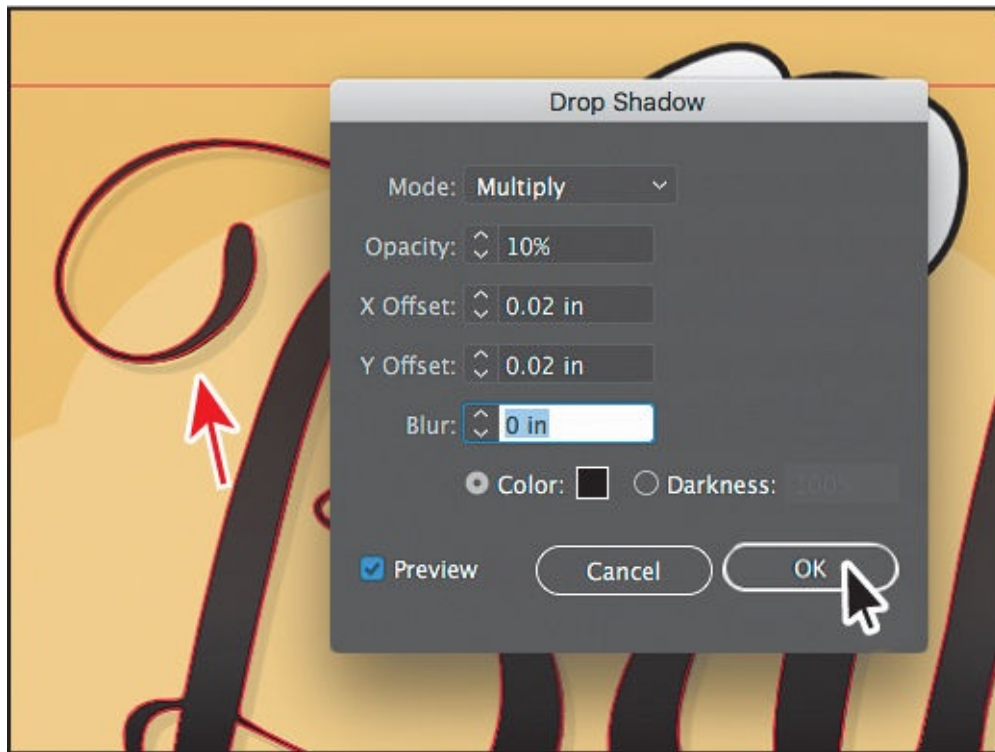 Drop Shadow
Mode: Multiply
Opacity: 10%
X Offset: 0.02 in
Y Offset: 0.02 in
Blur: 0 in
Color: Darkness: 100%
Preview Cancel OK